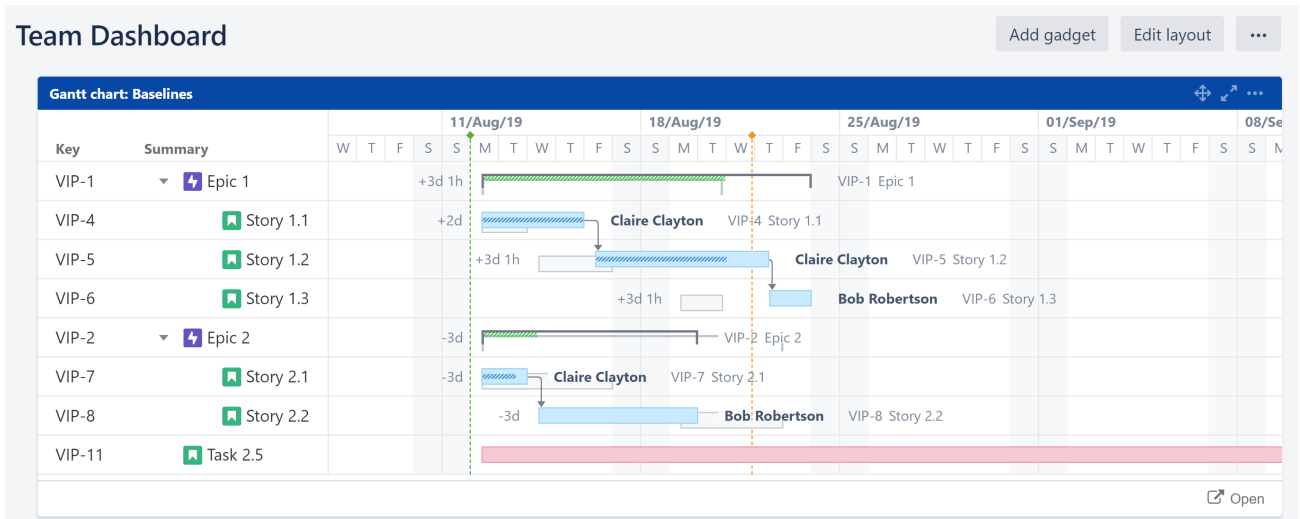 Team Dashboard
Add gadget
Edit layout
Gantt chart: Baselines
11/Aug/19 18/Aug/19 25/Aug/19 01/Sep/19 08/Se
Key Summary W T F S S M T W T F S S M T W T F S S M T W T F S S M T W T F S S M
VIP-1 Epic 1 +3d 1h VIP-1 Epic 1
VIP-4 Story 1.1 +2d Claire Clayton VIP-4 Story 1.1
VIP-5 Story 1.2 +3d 1h Claire Clayton VIP-5 Story 1.2
VIP-6 Story 1.3 +3d 1h Bob Robertson VIP-6 Story 1.3
VIP-2 Epic 2 -3d VIP-2 Epic 2
VIP-7 Story 2.1 -3d Claire Clayton VIP-7 Story 2.1
VIP-8 Story 2.2 -3d Bob Robertson VIP-8 Story 2.2
VIP-11 Task 2.5
Open